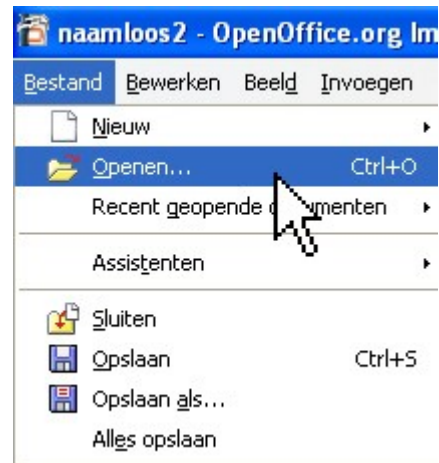 naamloos2 - OpenOffice.org Im
Bestand Bewerken Beeld Invoegen
Nieuw
Openen... Ctrl+O
Recent geopende documenten
Assistenten
Sluiten
Opslaan Ctrl+S
Opslaan als...
Alles opslaan